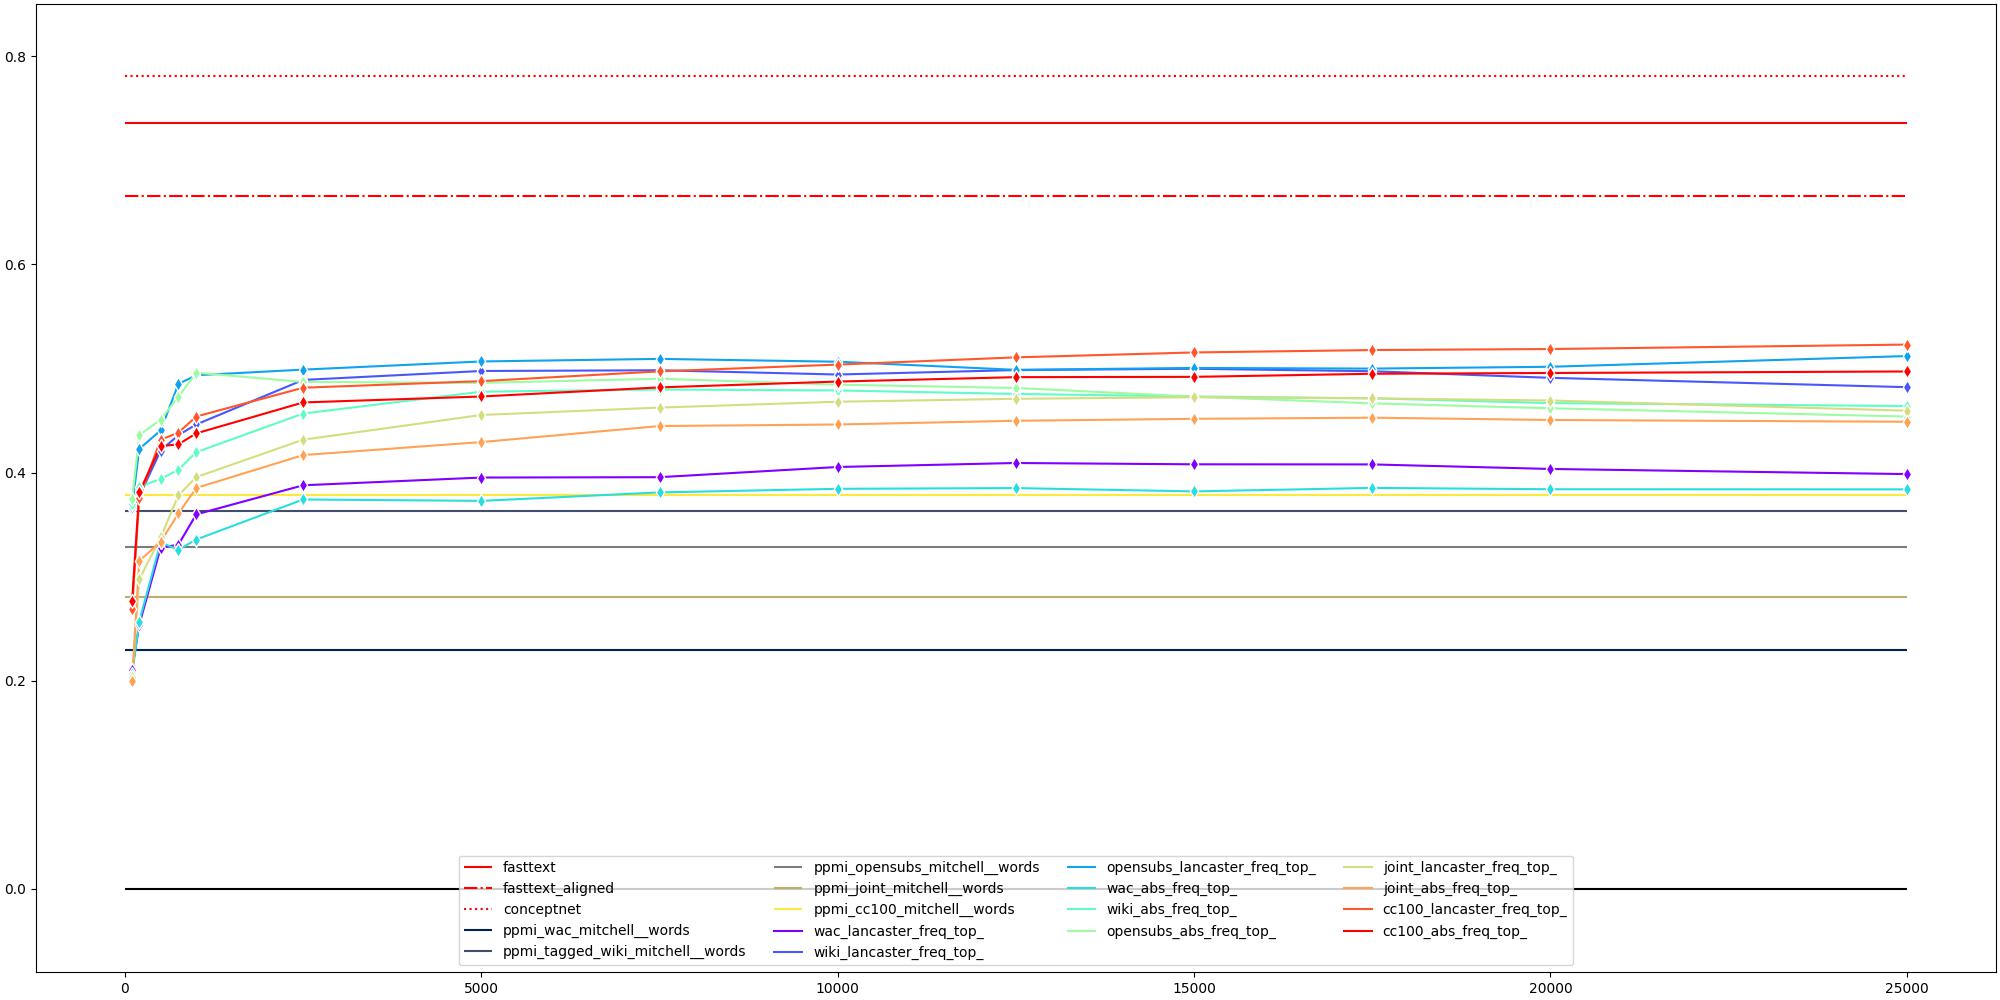 0.8
0.6
0.4
0.2
0.0
fasttext
fasttext_aligned
conceptnet
ppmi_wac_mitchell__words
ppmi_tagged_wiki_mitchell__words
ppmi_opensubs_mitchell__words
ppmi_joint_mitchell__words
ppmi_cc100_mitchell__words
wac_lancaster_freq_top_
wiki_lancaster_freq_top_
opensubs_lancaster_freq_top_
wac_abs_freq_top_
wiki_abs_freq_top_
opensubs_abs_freq_top_
joint_lancaster_freq_top_
joint_abs_freq_top_
cc100_lancaster_freq_top_
cc100_abs_freq_top_
0 5000 10000 15000 20000 25000